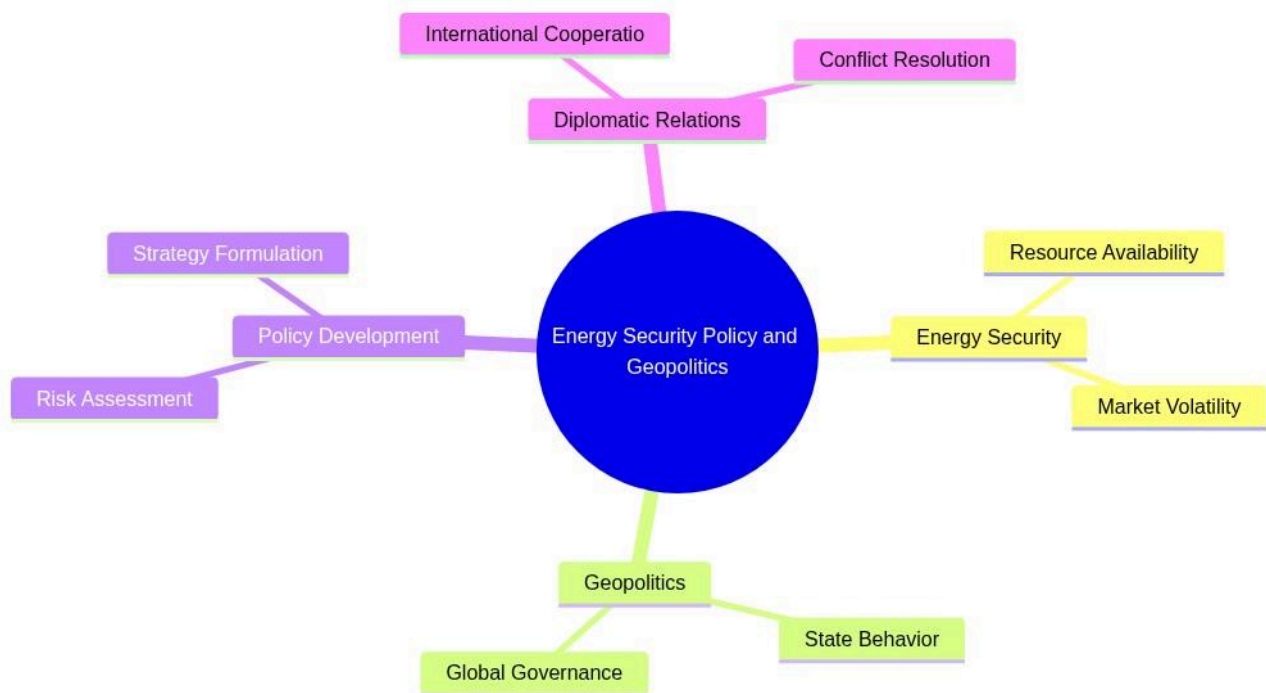 International Cooperatio
Conflict Resolution
Diplomatic Relations
Strategy Formulation
Resource Availability
Policy Development
Energy Security Policy and
Geopolitics
Energy Security
Risk Assessment
Market Volatility
Geopolitics
State Behavior
Global Governance